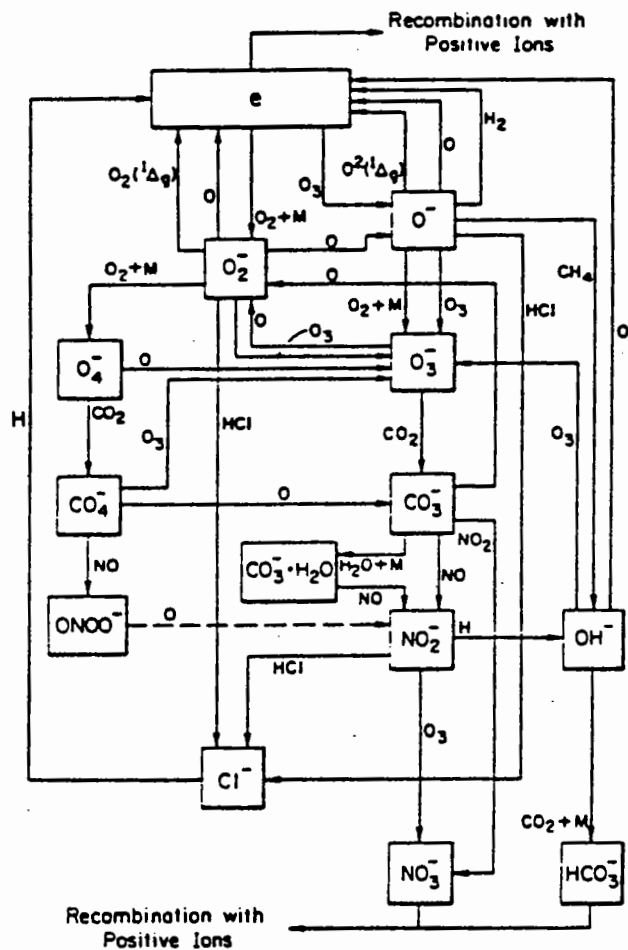 Recombination with
Positive Ions
e
H₂
O
O²(¹Δg)
O₃
O₂(¹Δg)
O
O₂+M
O⁻
O₂⁻
O
O₂+M
CH₄
HCl
O
O₂+M
O₃
O
O₃
O
O₄⁻
O
O₃⁻
H
CO₂
O₃
HCl
CO₂
O₃
CO₄⁻
O
CO₃⁻
NO₂
NO
CO₃⁻·H₂O
H₂O+M
NO
NO
ONOO⁻
O
NO₂⁻
H
OH⁻
HCl
O₃
Cl⁻
CO₂+M
NO₃⁻
HCO₃⁻
Recombination with
Positive Ions